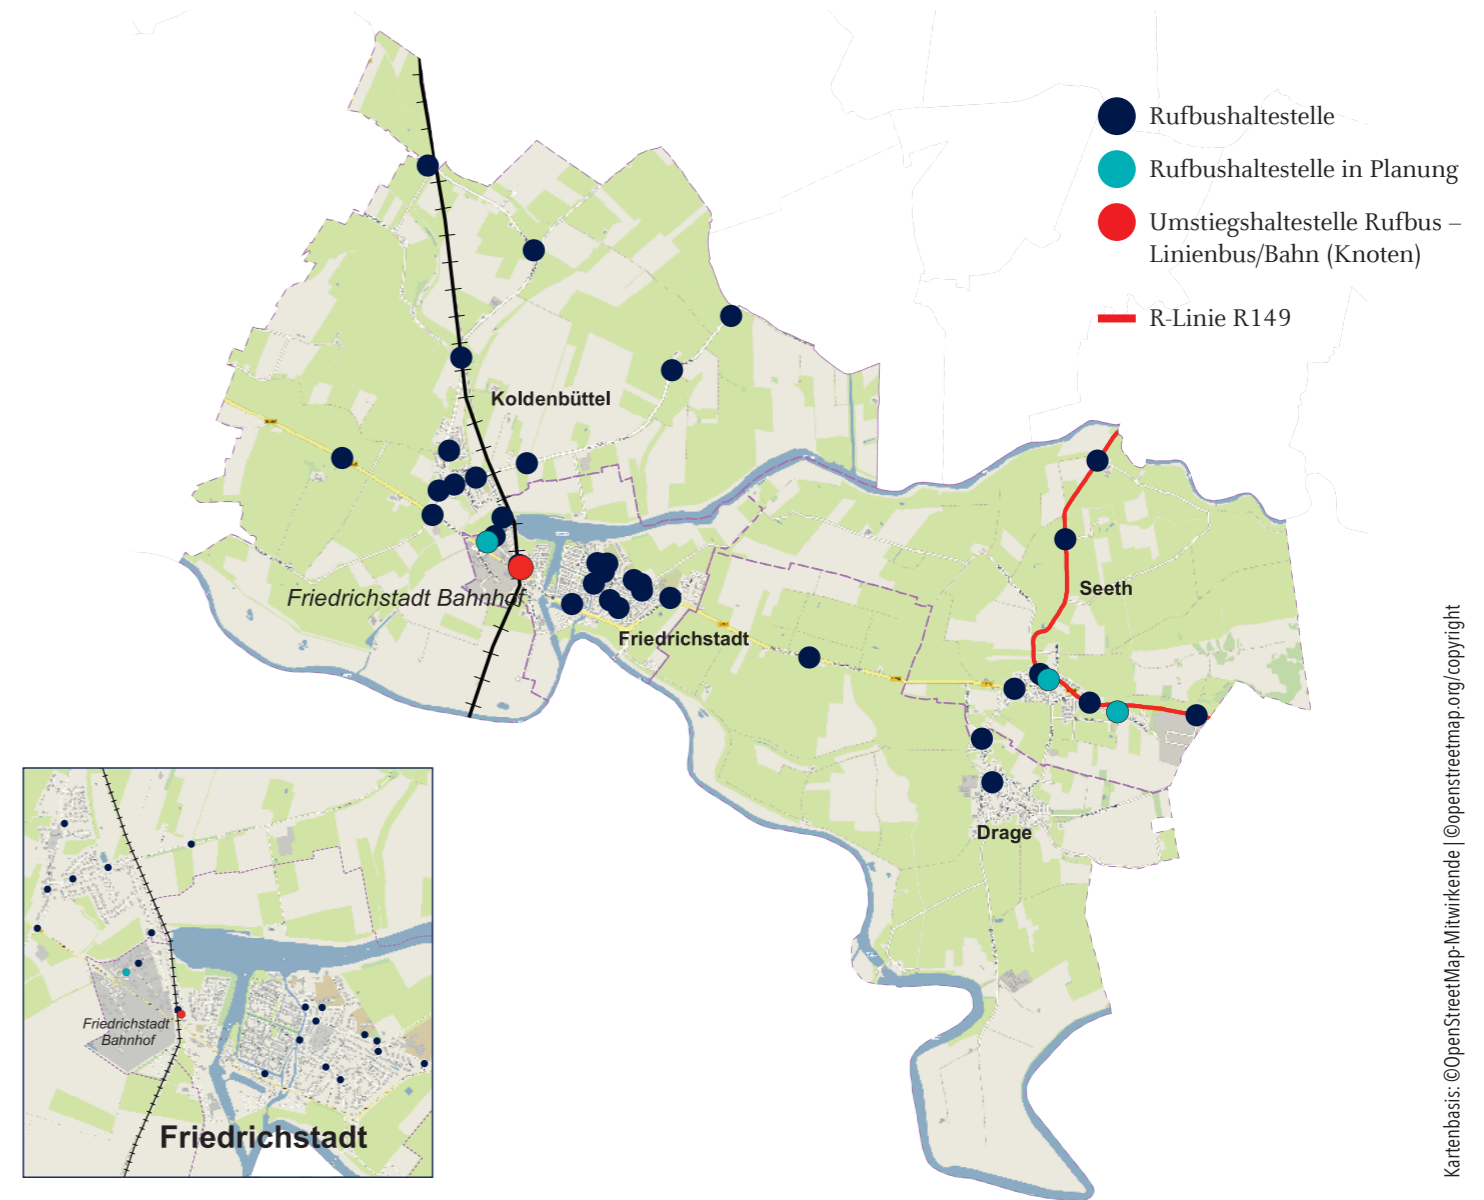 Rufbushaltestelle
Rufbushaltestelle in Planung
Umstiegshaltestelle Rufbus –
Linienbus/Bahn (Knoten)
R-Linie R149
Koldenbüttel
Friedrichstadt Bahnhof
Friedrichstadt
Seeth
Drage
Friedrichstadt
Bahnhof
Friedrichstadt
Kartenbasis: ©OpenStreetMap-Mitwirkende | ©openstreetmap.org/copyright